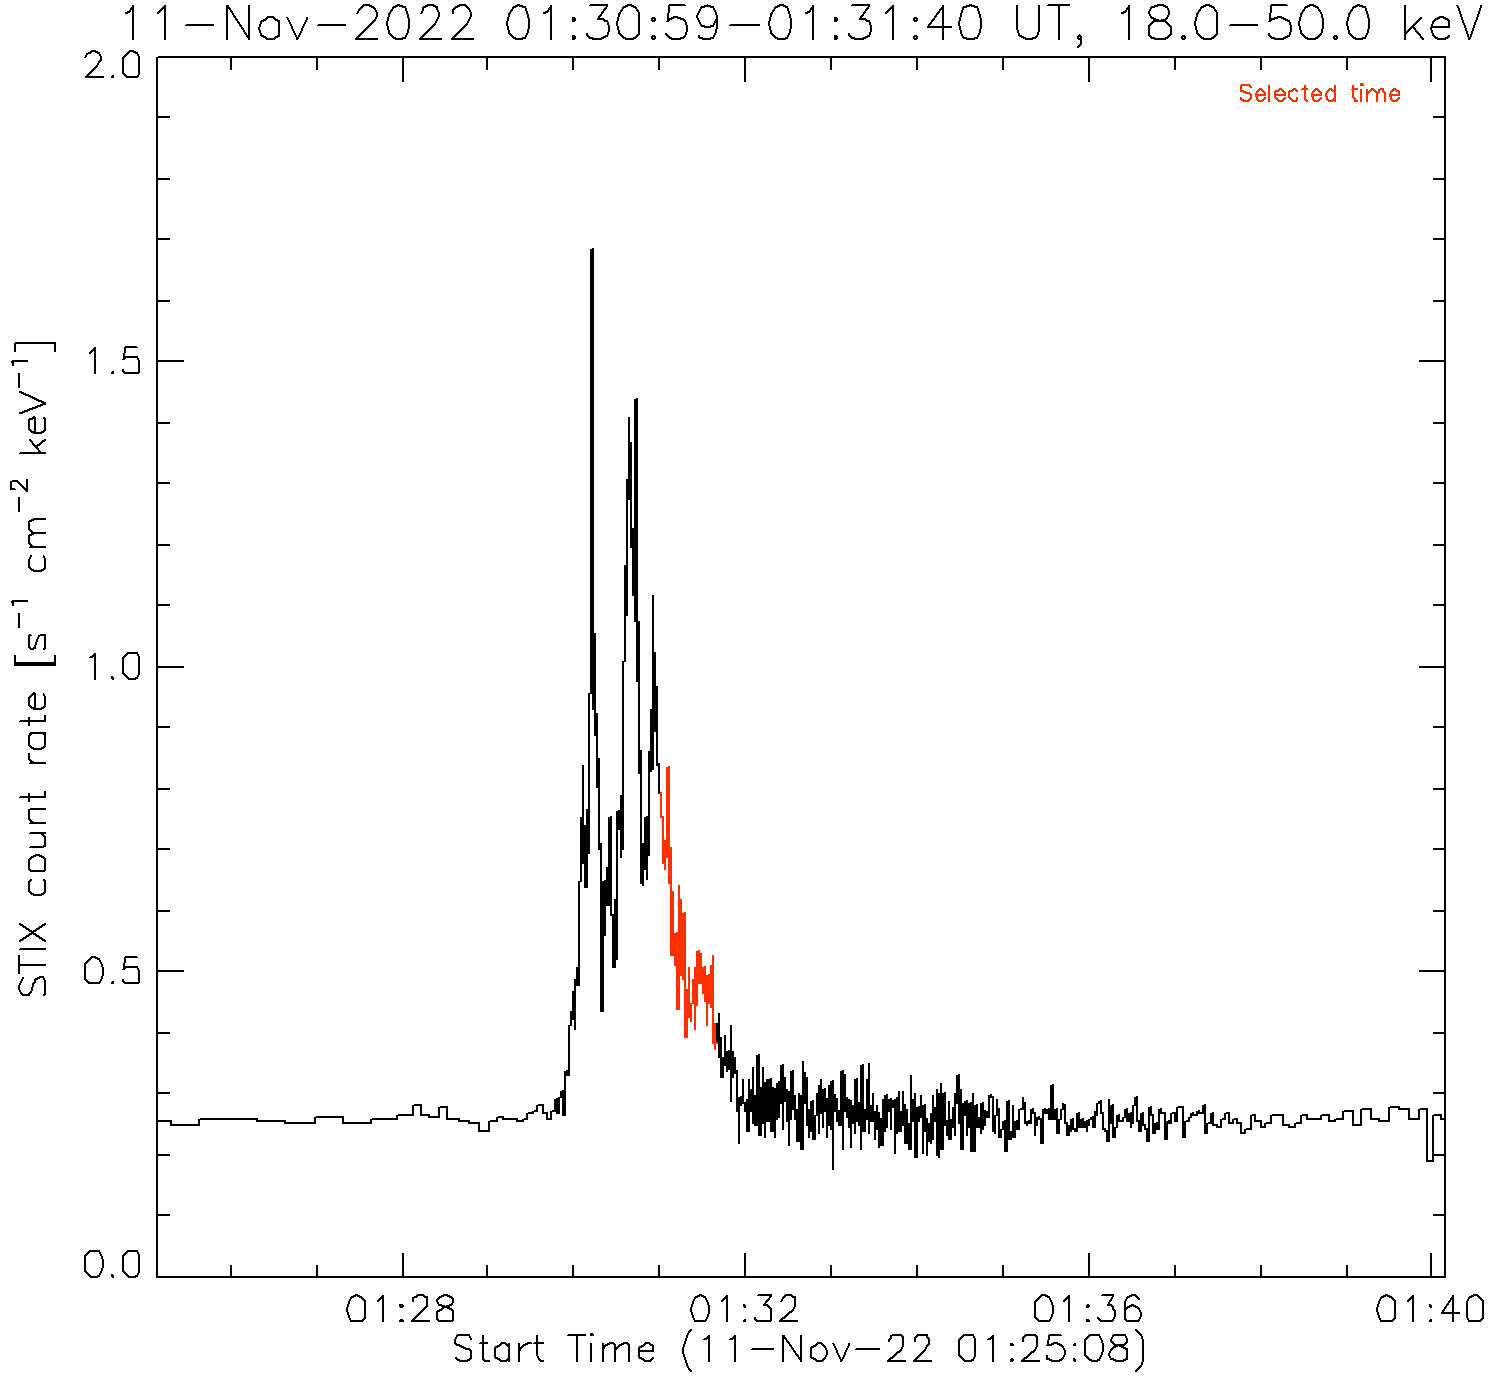 11-Nov-2022 01:30:59-01:31:40 UT, 18.0-50.0 keV
Selected time
2.0
1.5
1.0
0.5
0.0
STIX count rate [s⁻¹ cm⁻² keV⁻¹]
01:28 01:32 01:36 01:40
Start Time (11-Nov-22 01:25:08)